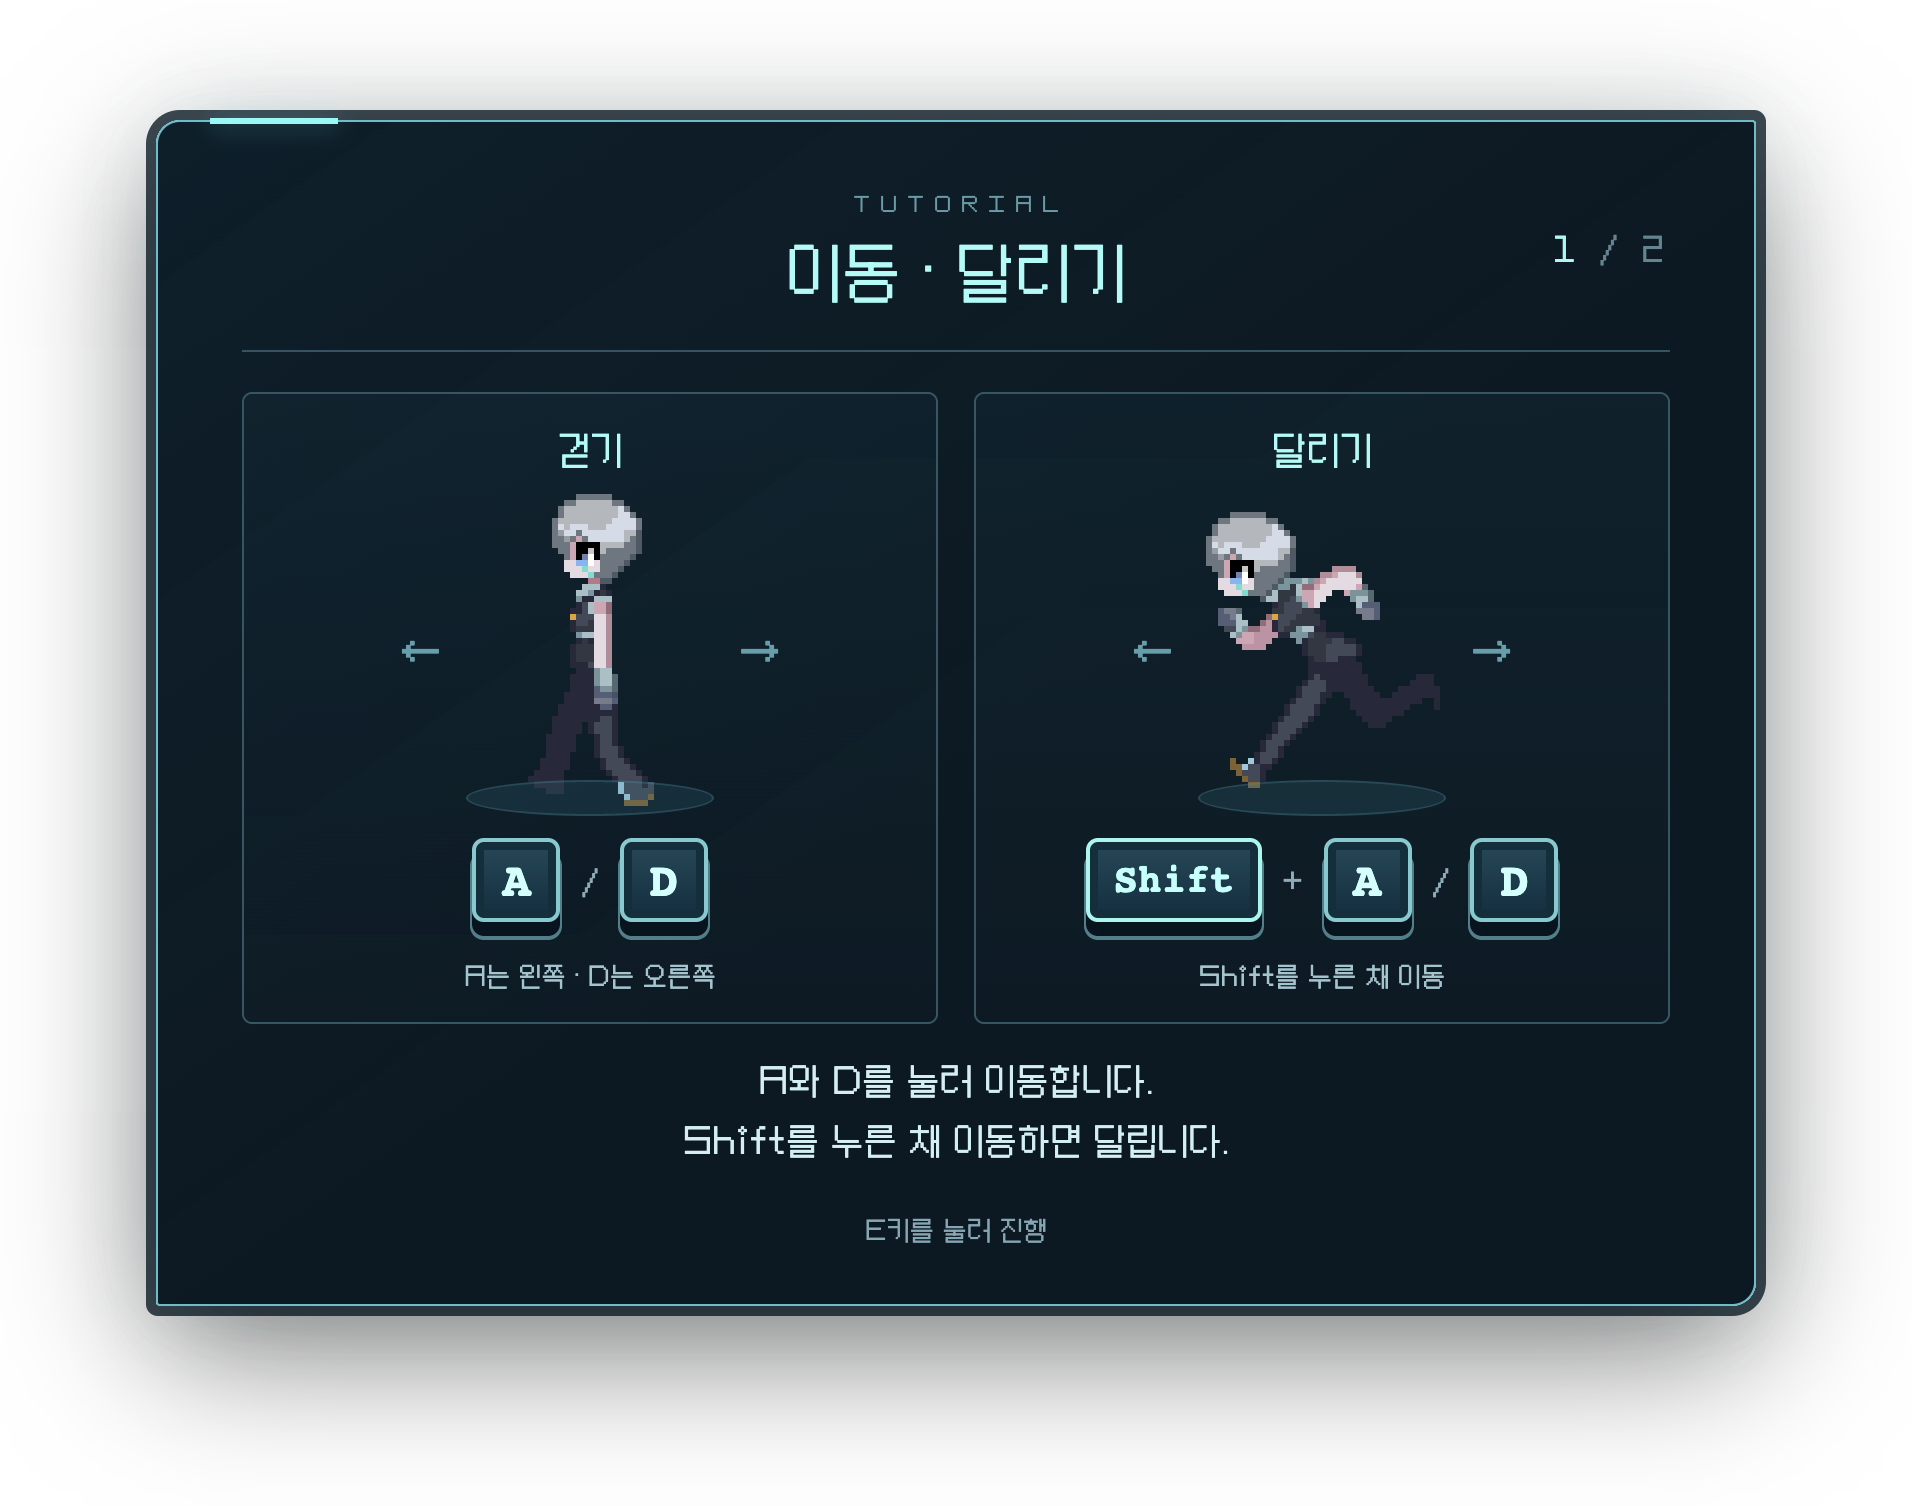 TUTORIAL
이동 · 달리기
1 / 2
걷기
달리기
← →
← →
A / D
Shift + A / D
A는 왼쪽 · D는 오른쪽
Shift를 누른 채 이동
A와 D를 눌러 이동합니다.
Shift를 누른 채 이동하면 달립니다.
E키를 눌러 진행